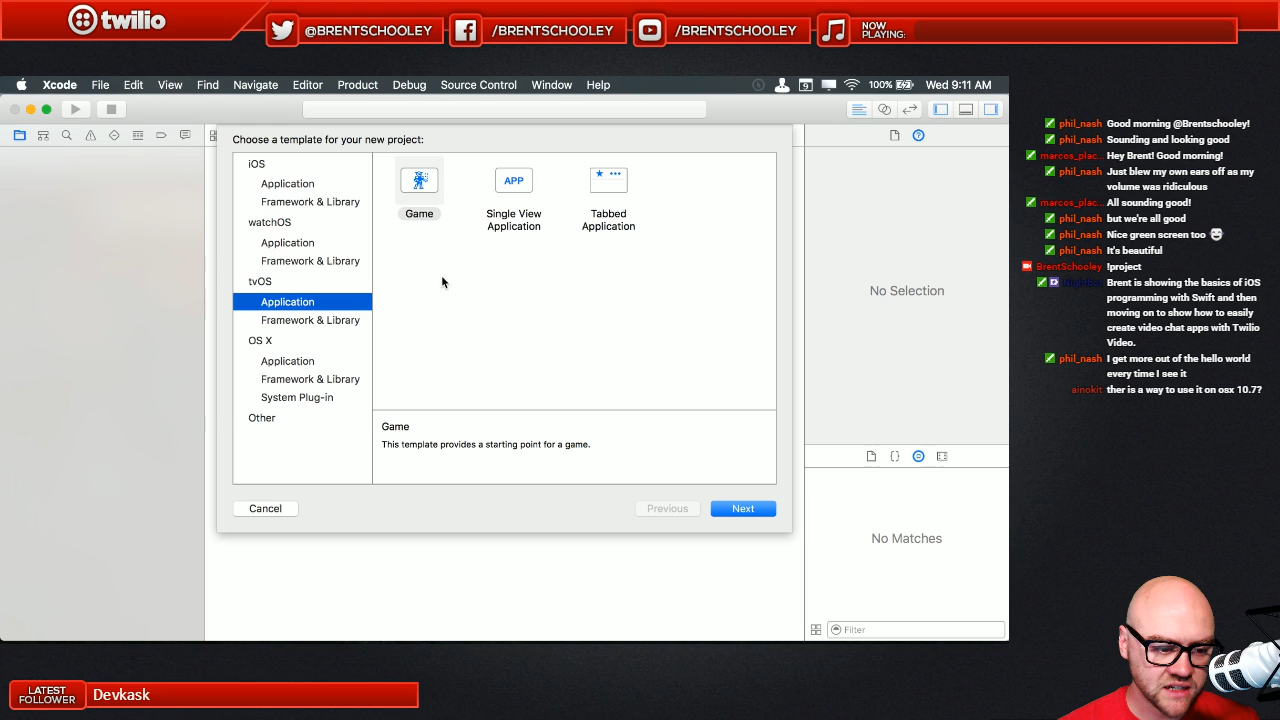 twilio
@BRENTSCHOOLEY
/BRENTSCHOOLEY
/BRENTSCHOOLEY
NOW
PLAYING:
Xcode File Edit View Find Navigate Editor Product Debug Source Control Window Help
9
100%
Wed 9:11 AM
Choose a template for your new project:
iOS
Application
Framework & Library
watchOS
Application
Framework & Library
tvOS
Application
Framework & Library
OS X
Application
Framework & Library
System Plug-in
Other
Game
APP
Single View
Application
Tabbed
Application
Game
This template provides a starting point for a game.
Cancel
Previous
Next
No Selection
No Matches
Filter
phil_nash Good morning @Brentschooley!
phil_nash Sounding and looking good
marcos_plac... Hey Brent! Good morning!
phil_nash Just blew my own ears off as my
volume was ridiculous
marcos_plac... All sounding good!
phil_nash but we're all good
phil_nash Nice green screen too
phil_nash It's beautiful
BrentSchooley !project
Brent is showing the basics of iOS
programming with Swift and then
moving on to show how to easily
create video chat apps with Twilio
Video.
phil_nash I get more out of the hello world
every time I see it
ainokit ther is a way to use it on osx 10.7?
LATEST
FOLLOWER
Devkask